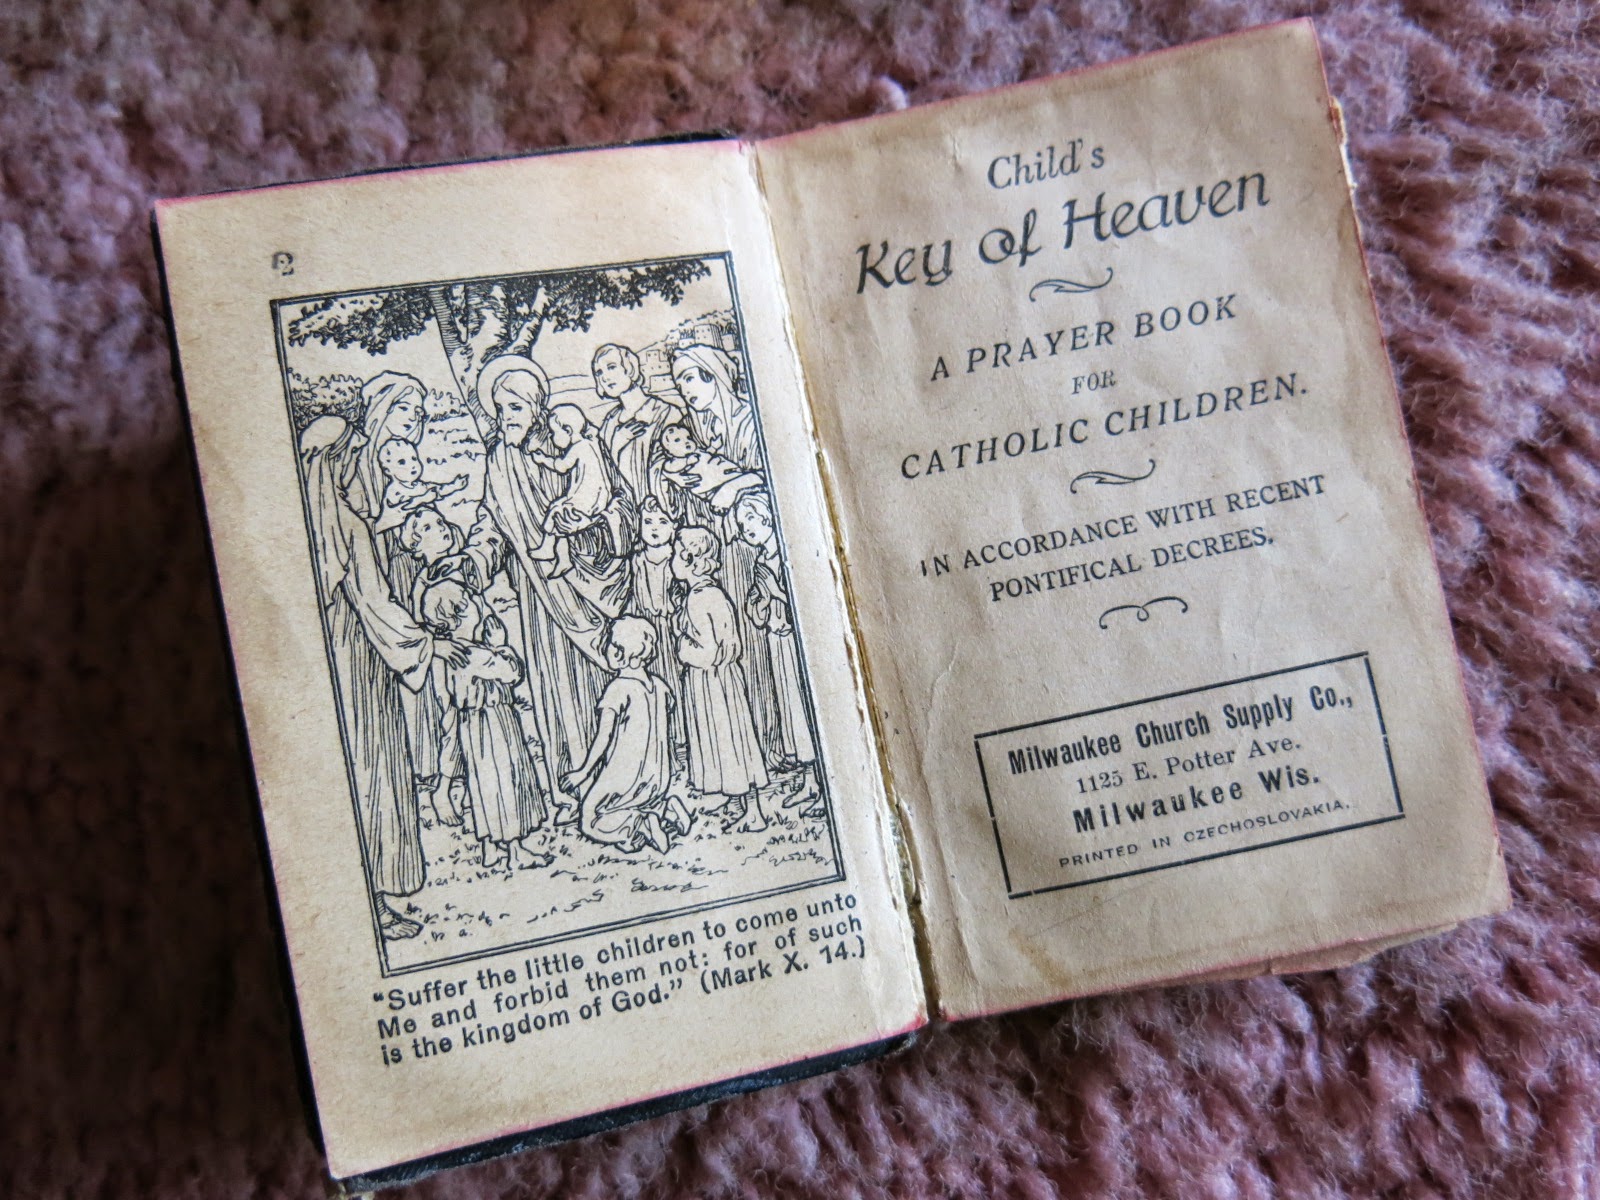 2
"Suffer the little children to come unto
Me and forbid them not: for of such
is the kingdom of God." (Mark X. 14.)
Child's
Key of Heaven
A PRAYER BOOK
FOR
CATHOLIC CHILDREN.
IN ACCORDANCE WITH RECENT
PONTIFICAL DECREES.
Milwaukee Church Supply Co.,
1125 E. Potter Ave.
Milwaukee Wis.
PRINTED IN CZECHOSLOVAKIA.